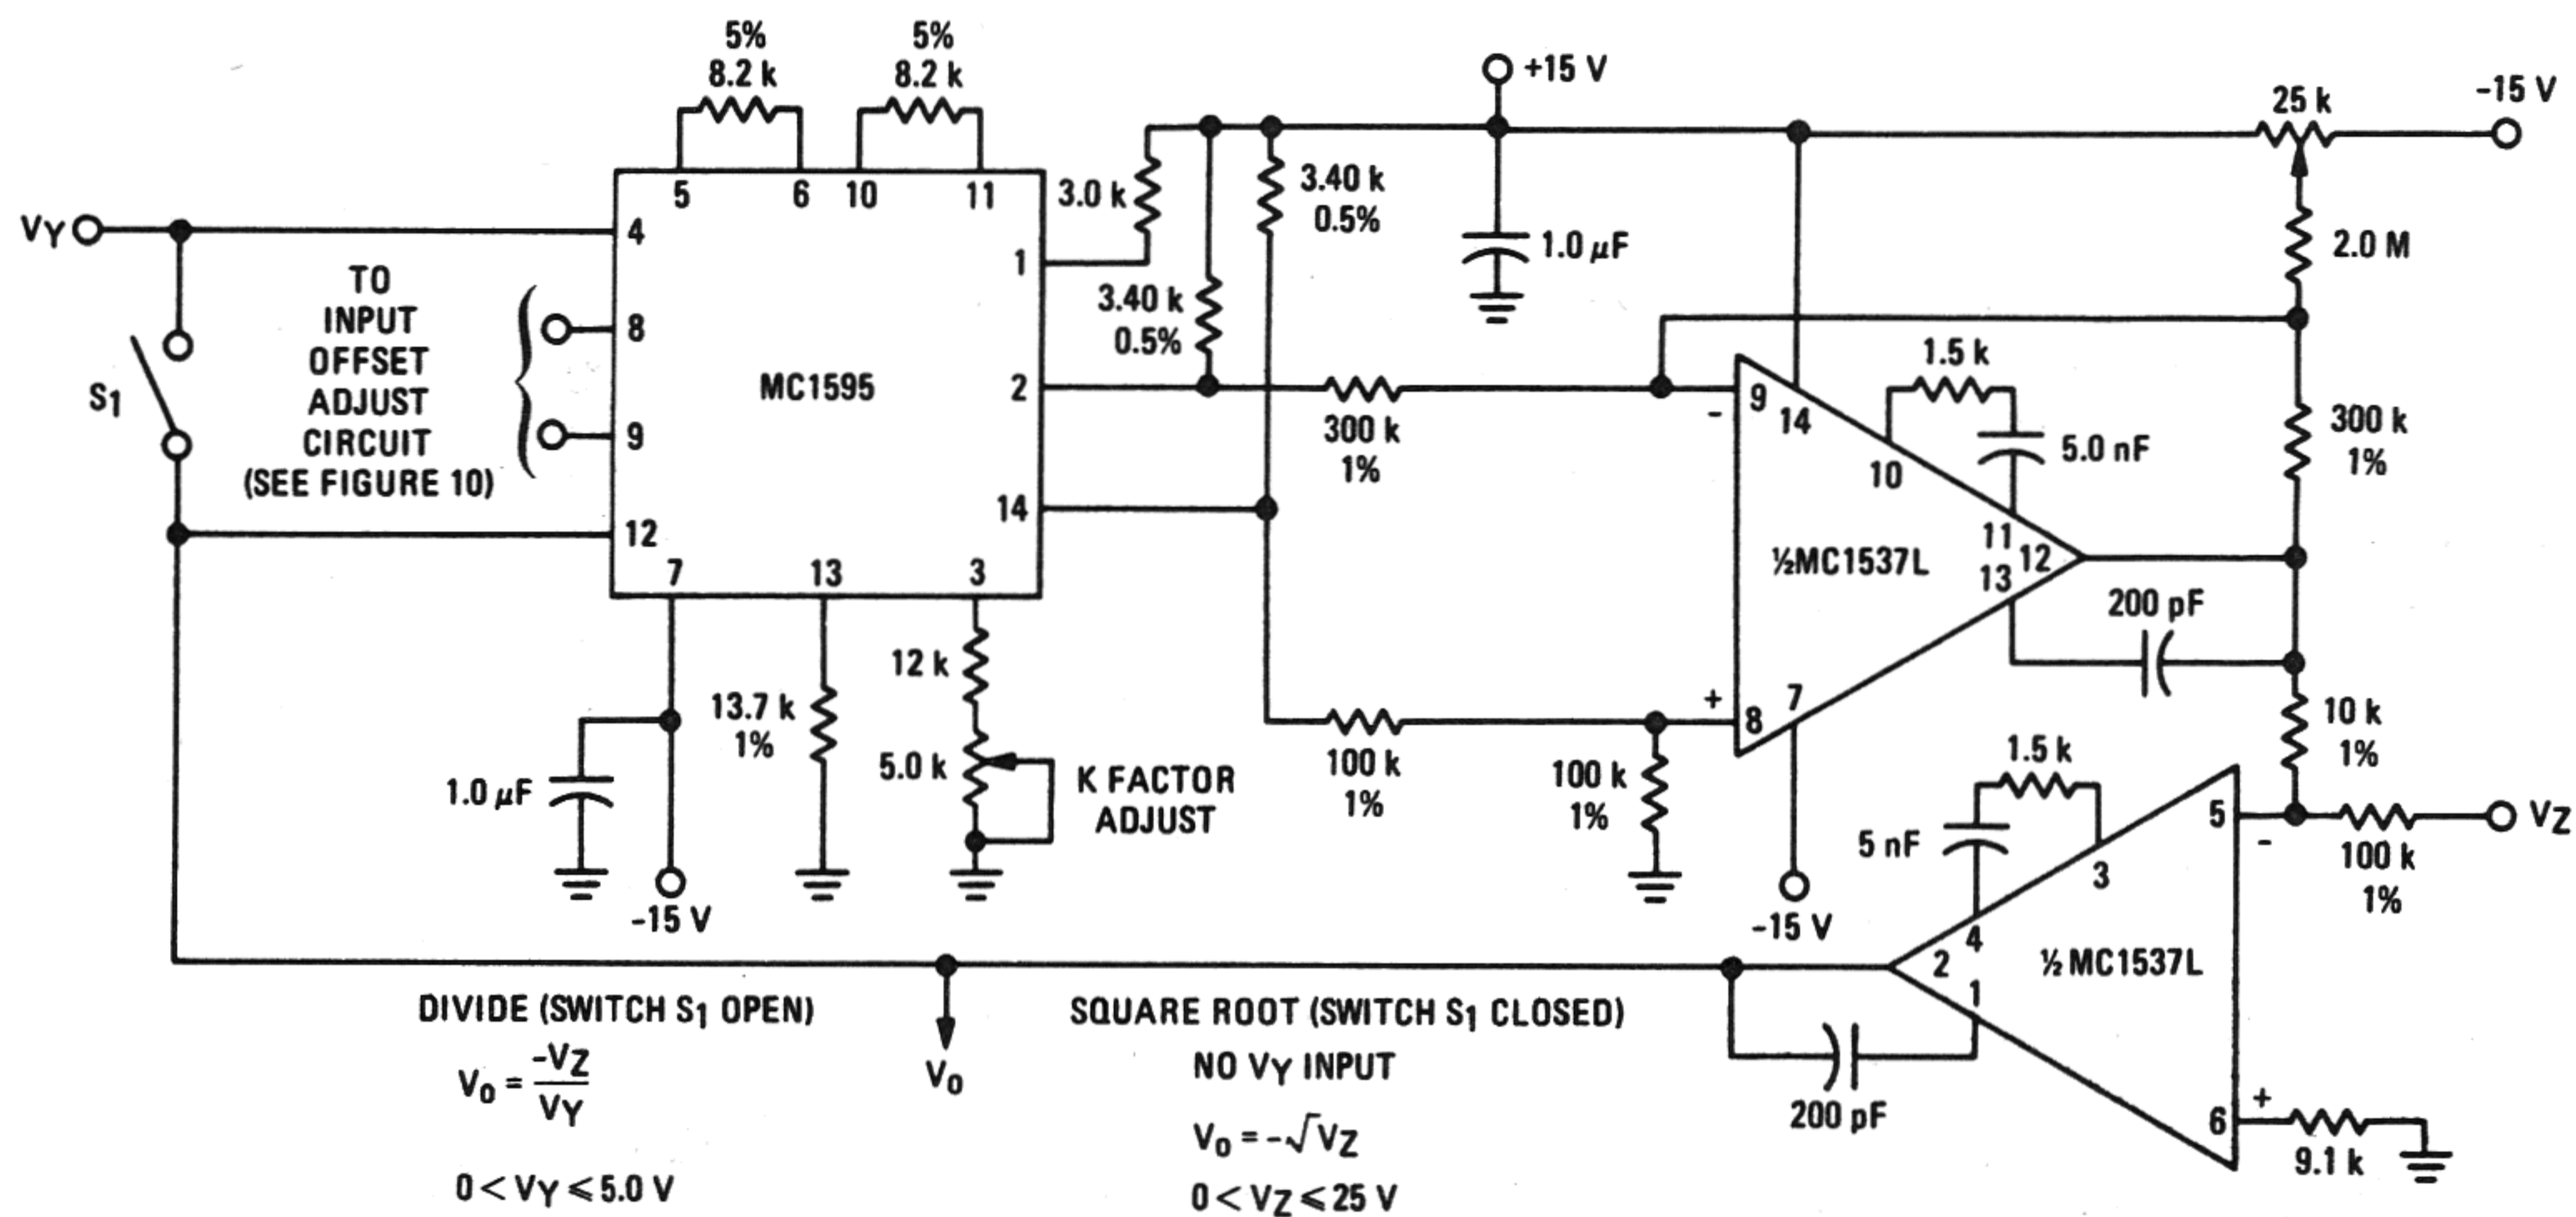 5%
8.2 k
5%
8.2 k
+15 V
25 k
-15 V
5
6
10
11
3.0 k
3.40 k
0.5%
VY
4
1.0 µF
2.0 M
1
TO
INPUT
OFFSET
ADJUST
CIRCUIT
(SEE FIGURE 10)
8
9
3.40 k
0.5%
S1
MC1595
2
300 k
1%
9
-
14
1.5 k
10
5.0 nF
300 k
1%
14
12
11
12
13
½MC1537L
7
13
3
200 pF
12 k
13.7 k
1%
5.0 k
K FACTOR
ADJUST
1.0 µF
-15 V
+
8
7
100 k
1%
100 k
1%
-15 V
10 k
1%
1.5 k
5
-
VZ
100 k
1%
5 nF
3
4
2
1
½ MC1537L
200 pF
+
6
9.1 k
DIVIDE (SWITCH S1 OPEN)
Vo = -VZ / VY
0 < VY ⩽ 5.0 V
Vo
SQUARE ROOT (SWITCH S1 CLOSED)
NO VY INPUT
Vo = -√VZ
0 < VZ ⩽ 25 V